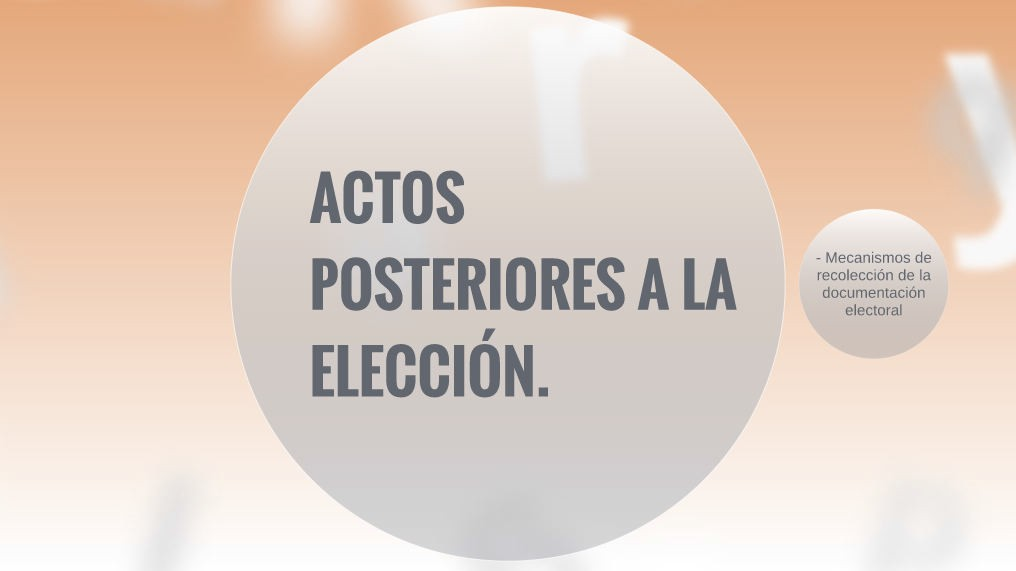 ACTOS
POSTERIORES A LA
ELECCIÓN.
- Mecanismos de
recolección de la
documentación
electoral